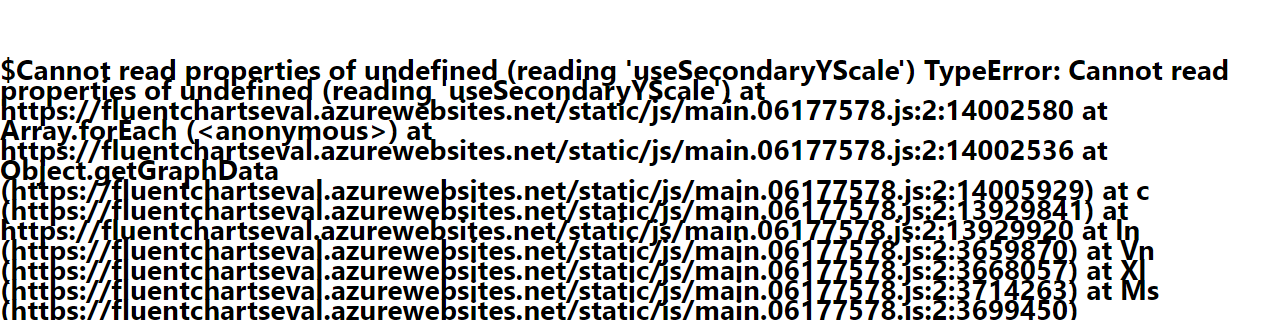 $Cannot read properties of undefined (reading 'useSecondaryYScale') TypeError: Cannot read
properties of undefined (reading 'useSecondaryYScale') at
https://fluentchartseval.azurewebsites.net/static/js/main.06177578.js:2:14002580 at
Array.forEach (<anonymous>) at
https://fluentchartseval.azurewebsites.net/static/js/main.06177578.js:2:14002536 at
Object.getGraphData
(https://fluentchartseval.azurewebsites.net/static/js/main.06177578.js:2:14005929) at c
(https://fluentchartseval.azurewebsites.net/static/js/main.06177578.js:2:13929841) at
https://fluentchartseval.azurewebsites.net/static/js/main.06177578.js:2:13929920 at In
(https://fluentchartseval.azurewebsites.net/static/js/main.06177578.js:2:3659870) at Vn
(https://fluentchartseval.azurewebsites.net/static/js/main.06177578.js:2:3668057) at Xl
(https://fluentchartseval.azurewebsites.net/static/js/main.06177578.js:2:3714263) at Ms
(https://fluentchartseval.azurewebsites.net/static/js/main.06177578.js:2:3699450)